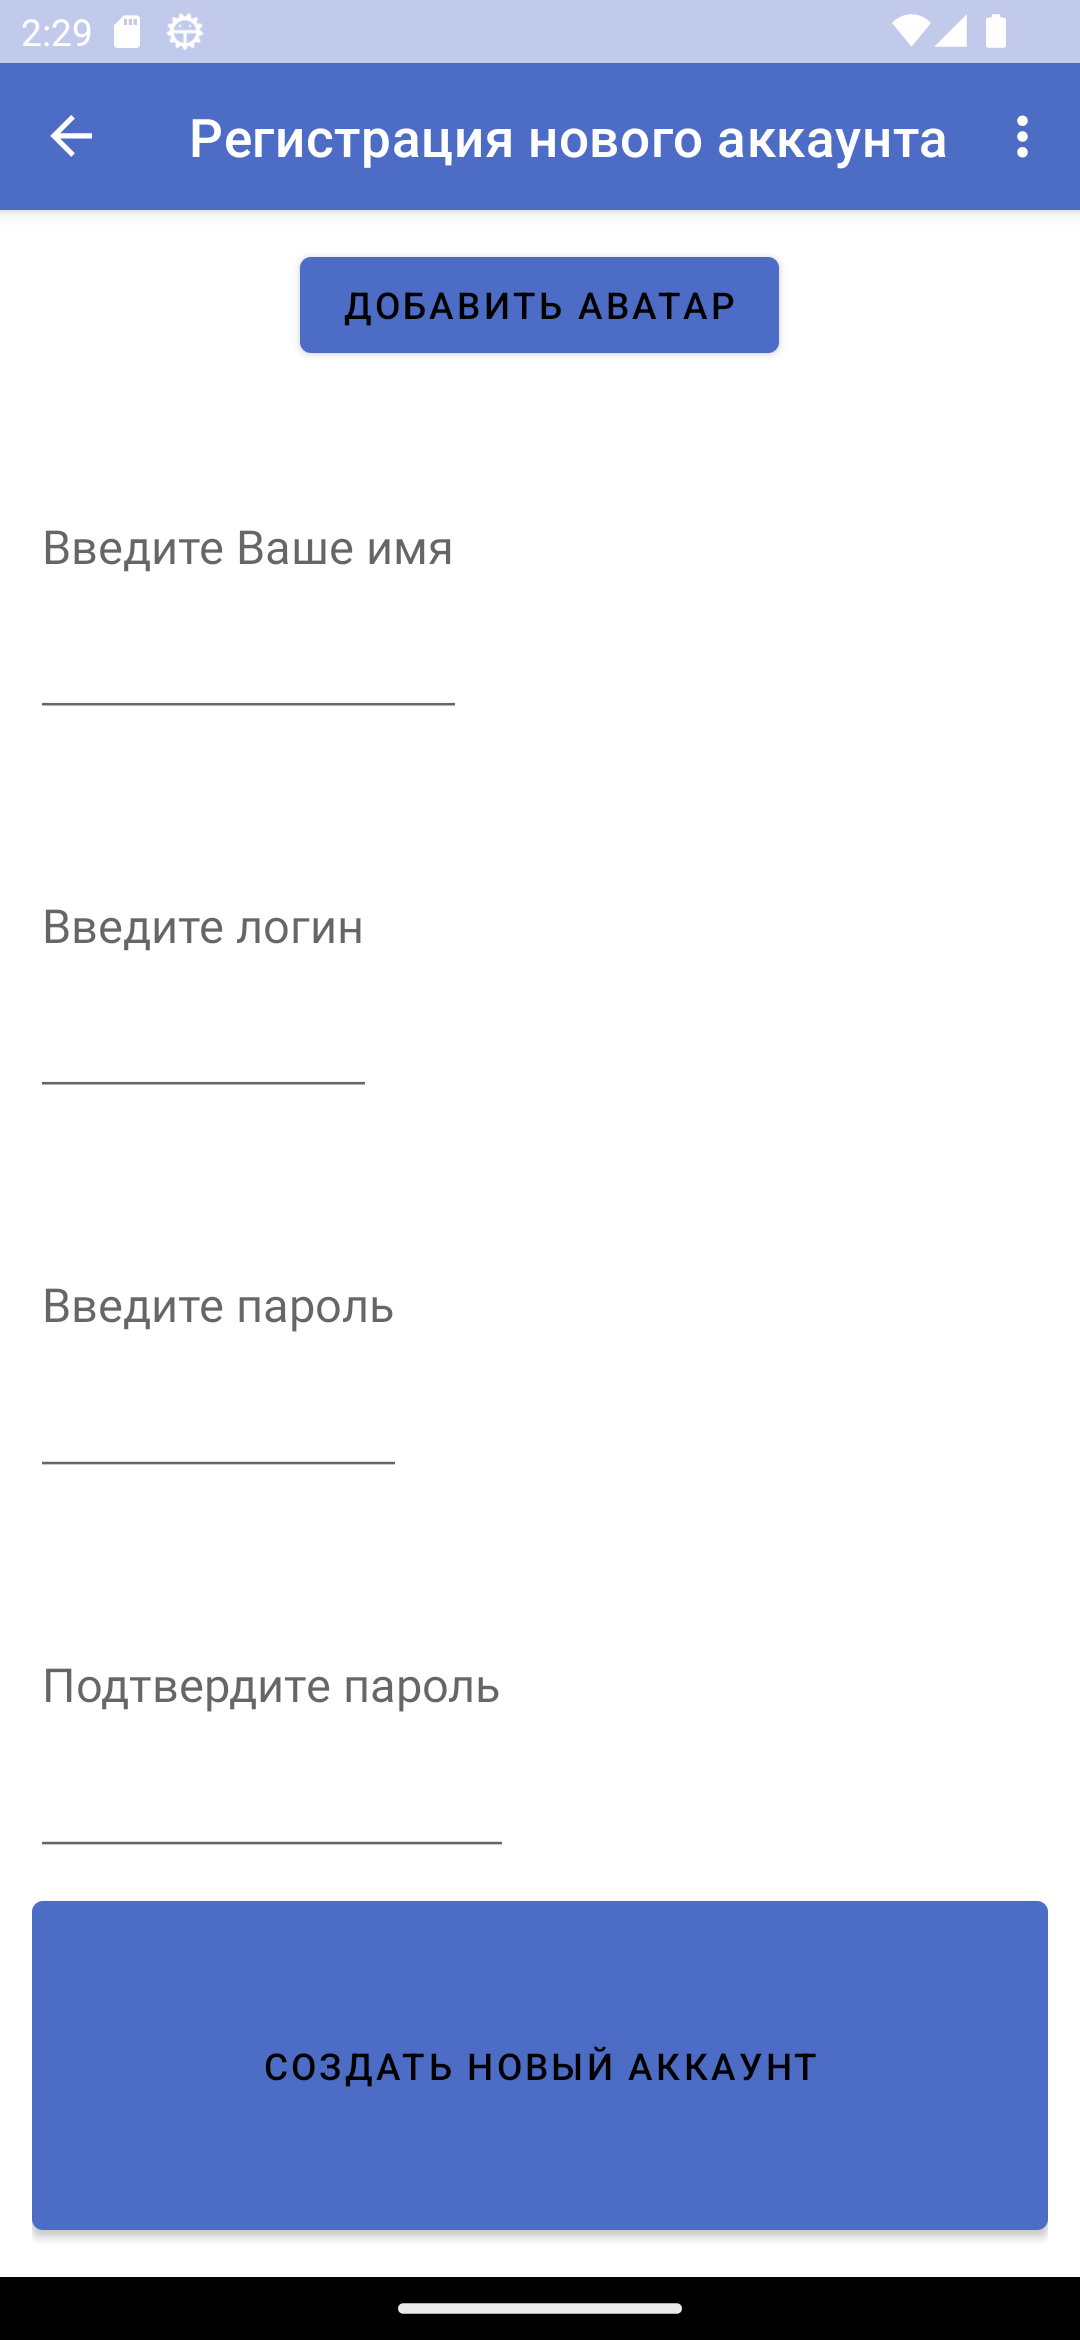 2:29
Регистрация нового аккаунта
ДОБАВИТЬ АВАТАР
Введите Ваше имя
Введите логин
Введите пароль
Подтвердите пароль
СОЗДАТЬ НОВЫЙ АККАУНТ